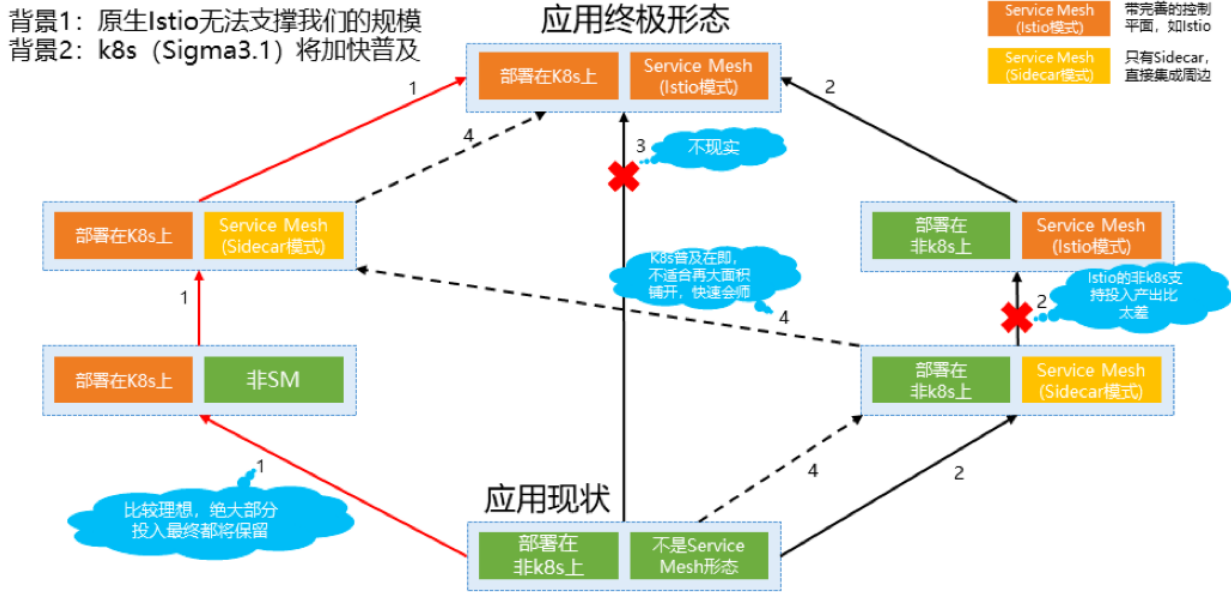 背景1：原生Istio无法支撑我们的规模
背景2：k8s（Sigma3.1）将加快普及
应用终极形态
Service Mesh
(Istio模式)
带完善的控制
平面，如Istio
Service Mesh
(Sidecar模式)
只有Sidecar，
直接集成周边
部署在K8s上
Service Mesh
(Istio模式)
1
2
4
3
不现实
部署在K8s上
Service Mesh
(Sidecar模式)
部署在
非k8s上
Service Mesh
(Istio模式)
K8s普及在即，
不适合再大面积
铺开，快速会师
Istio的非k8s支
持投入产出比
太差
1
2
4
部署在K8s上
非SM
部署在
非k8s上
Service Mesh
(Sidecar模式)
1
4
2
比较理想，绝大部分
投入最终都将保留
应用现状
部署在
非k8s上
不是Service
Mesh形态